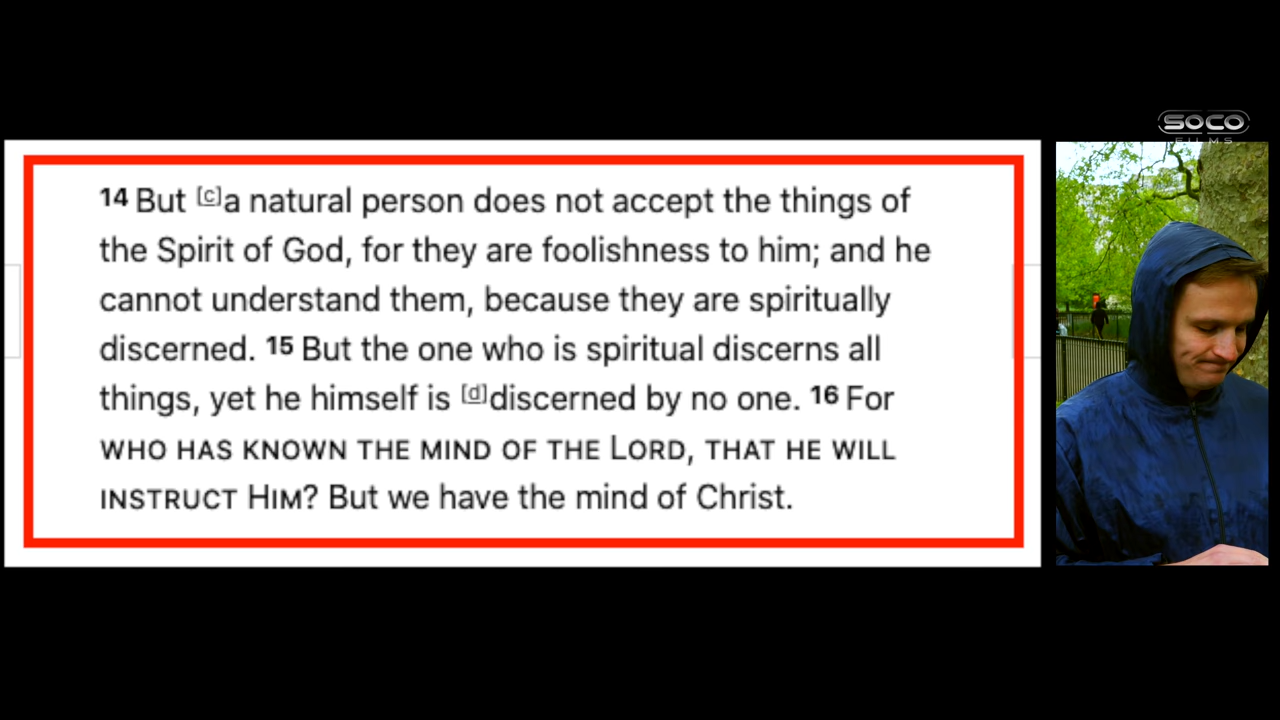 14 But [c]a natural person does not accept the things of
the Spirit of God, for they are foolishness to him; and he
cannot understand them, because they are spiritually
discerned. 15 But the one who is spiritual discerns all
things, yet he himself is [d]discerned by no one. 16 For
WHO HAS KNOWN THE MIND OF THE LORD, THAT HE WILL
INSTRUCT HIM? But we have the mind of Christ.
SOCO
FILMS